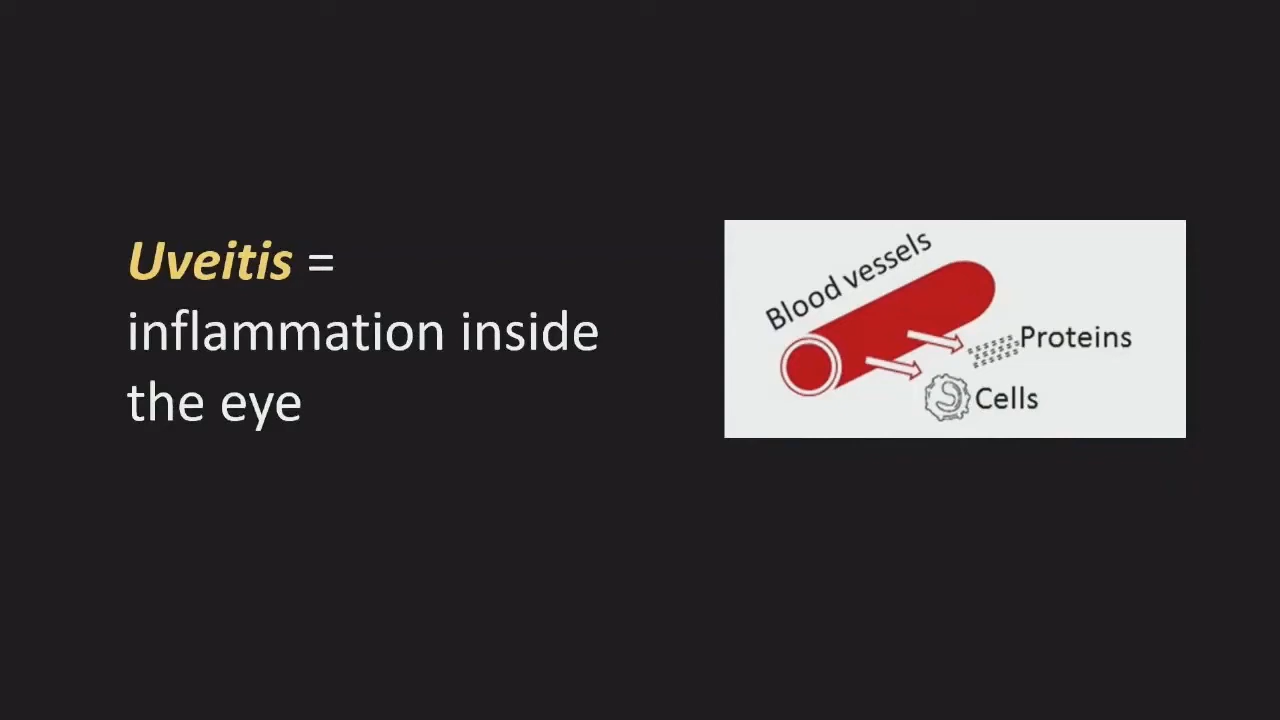 Uveitis =
inflammation inside
the eye
Blood vessels
Proteins
Cells